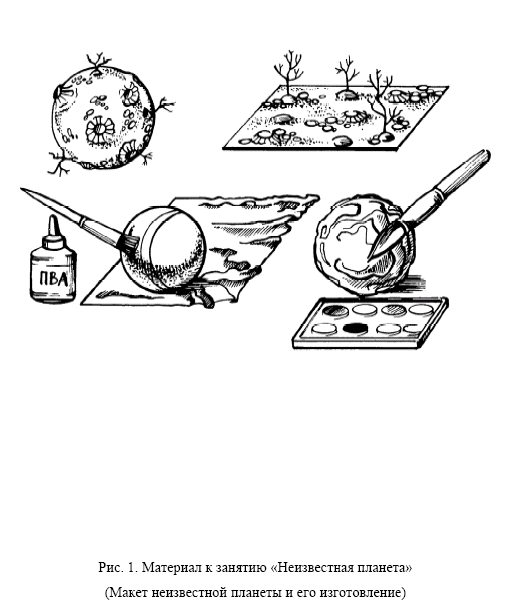 ПВА
Рис. 1. Материал к занятию «Неизвестная планета»
(Макет неизвестной планеты и его изготовление)